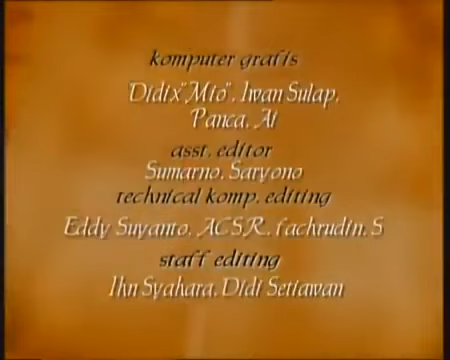 komputer grafis
Didix"Mio", Iwan Sulap,
Panca, Ai
asst. editor
Sumarno, Saryono
technical komp. editing
Eddy Suyanto, ACSR, fachrudin. S
staff editing
Ihn Syahara, Didi Setiawan